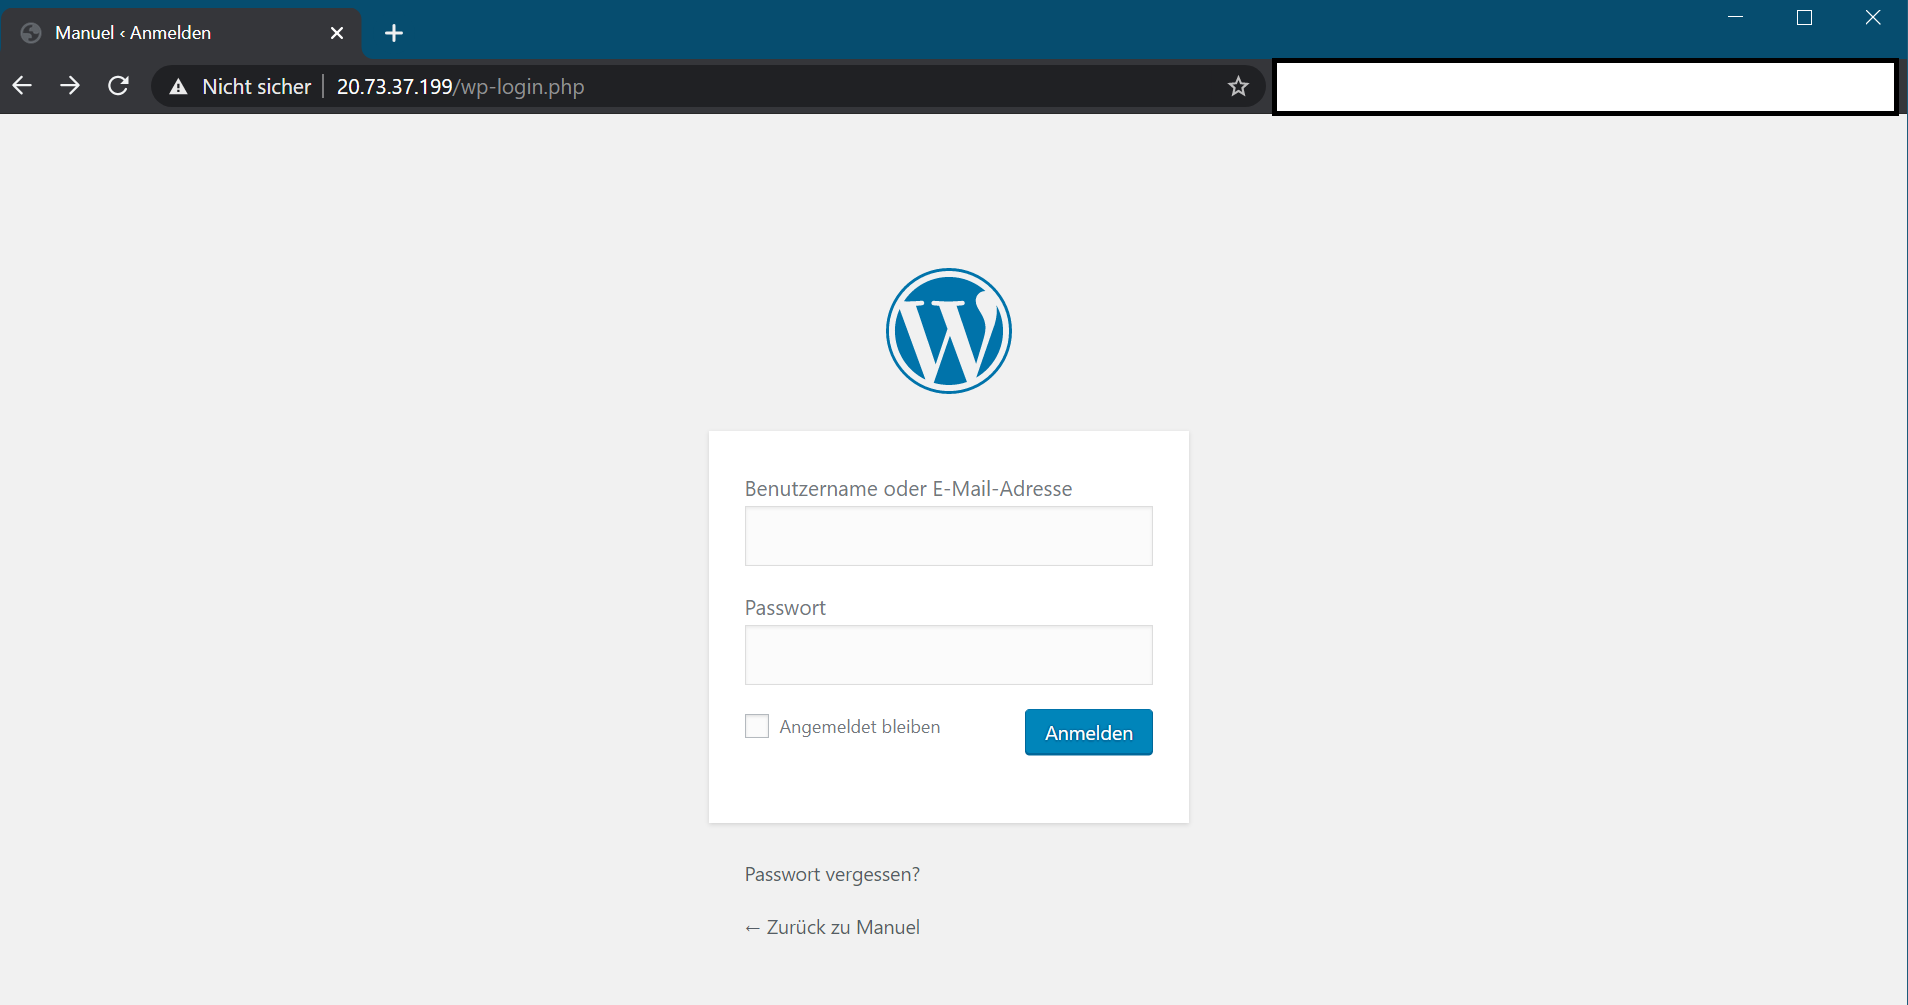 Manuel ‹ Anmelden
Nicht sicher 20.73.37.199/wp-login.php
Benutzername oder E-Mail-Adresse
Passwort
Angemeldet bleiben
Anmelden
Passwort vergessen?
← Zurück zu Manuel